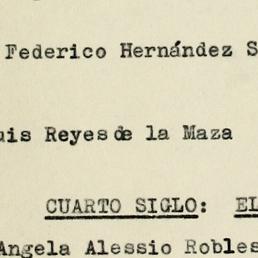 Federico Hernández S
uis Reyes de la Maza
CUARTO SIGLO: EL
Angela Alessio Robles